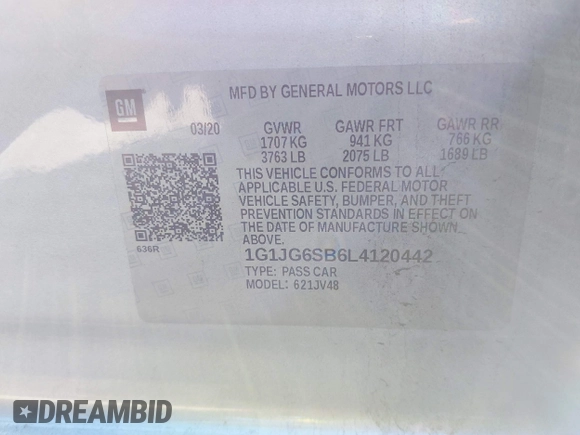 GM
MFD BY GENERAL MOTORS LLC
03/20 GVWR GAWR FRT GAWR RR
1707 KG 941 KG 766 KG
3763 LB 2075 LB 1689 LB
THIS VEHICLE CONFORMS TO ALL
APPLICABLE U.S. FEDERAL MOTOR
VEHICLE SAFETY, BUMPER, AND THEFT
PREVENTION STANDARDS IN EFFECT ON
THE DATE OF MANUFACTURE SHOWN
ABOVE.
636R
1G1JG6SB6L4120442
TYPE: PASS CAR
MODEL: 621JV48
DREAMBID